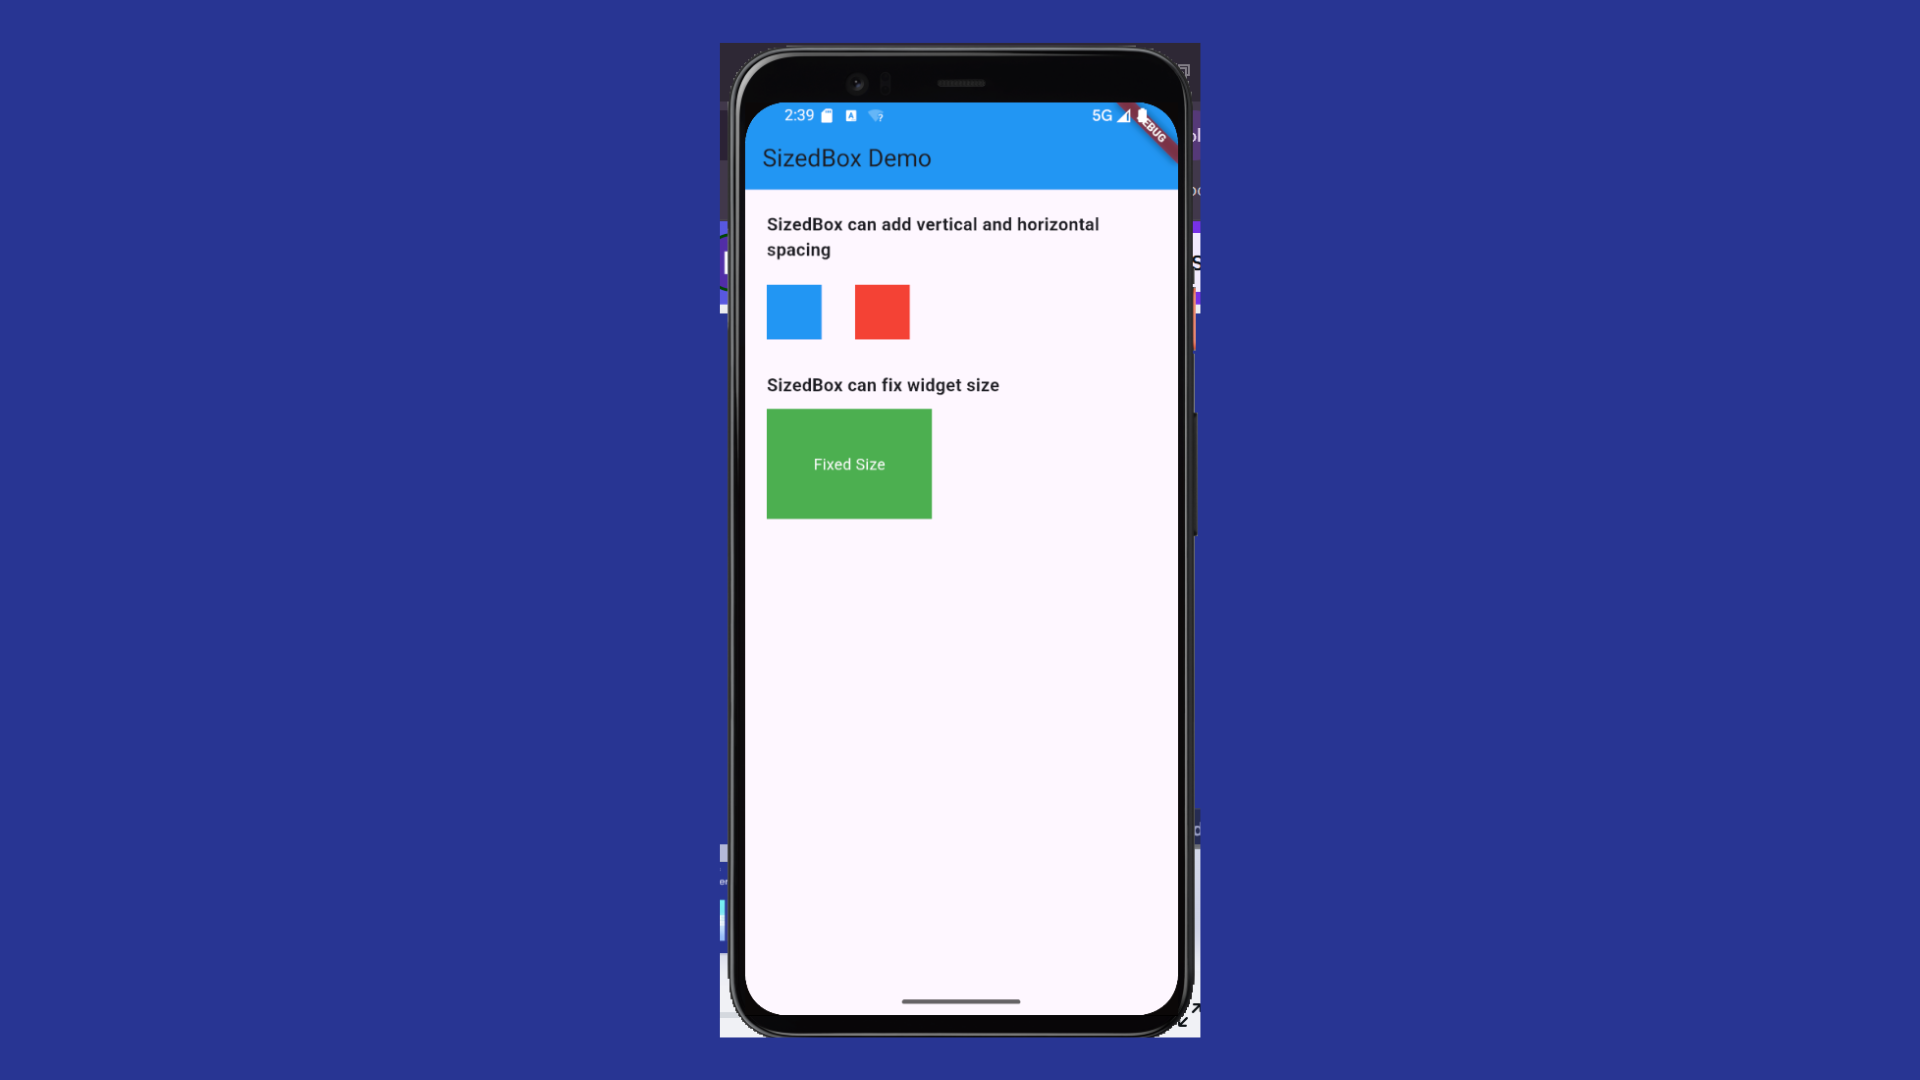 2:39
5G
DEBUG
SizedBox Demo
SizedBox can add vertical and horizontal
spacing
SizedBox can fix widget size
Fixed Size